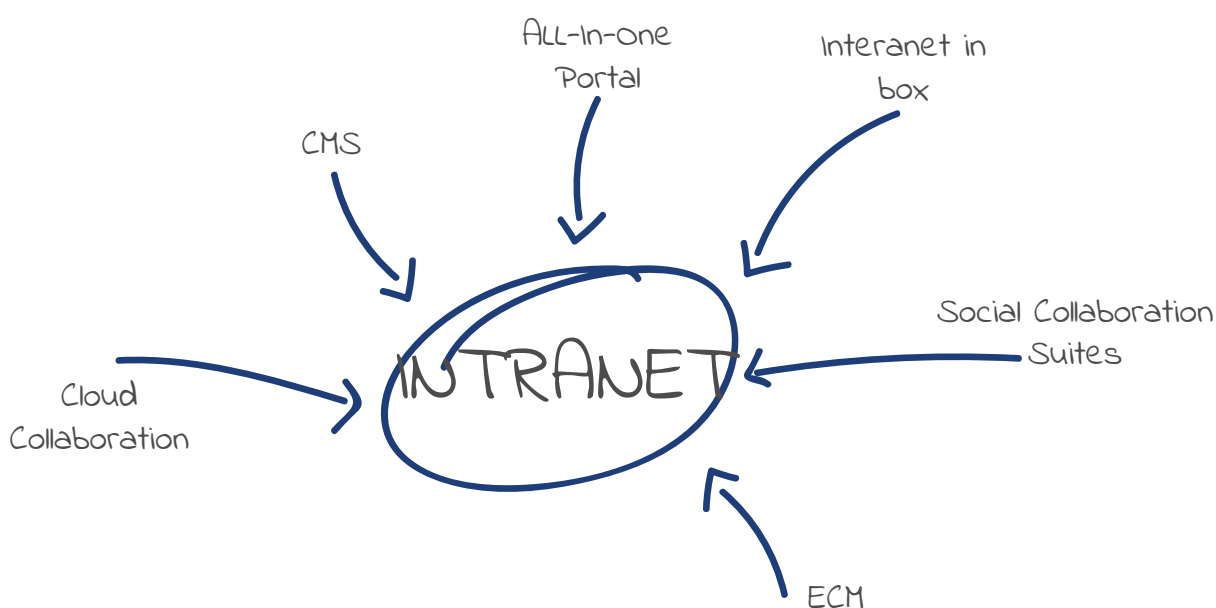 All-In-One
Portal
Interanet in
box
CMS
Social Collaboration
Suites
INTRANET
Cloud
Collaboration
ECM